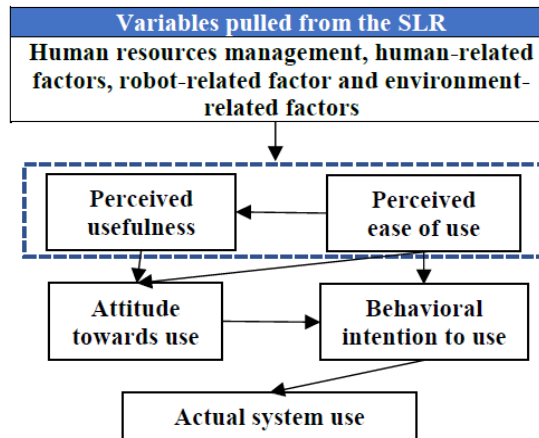 Variables pulled from the SLR
Human resources management, human-related
factors, robot-related factor and environment-
related factors
Perceived
usefulness
Perceived
ease of use
Attitude
towards use
Behavioral
intention to use
Actual system use